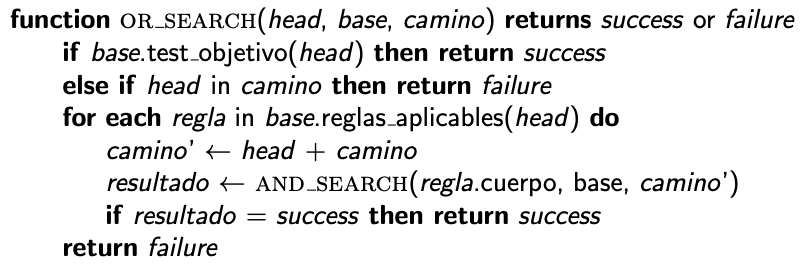 function OR_SEARCH(head, base, camino) returns success or failure
if base.test_objetivo(head) then return success
else if head in camino then return failure
for each regla in base.reglas_aplicables(head) do
camino' ← head + camino
resultado ← AND_SEARCH(regla.cuerpo, base, camino')
if resultado = success then return success
return failure